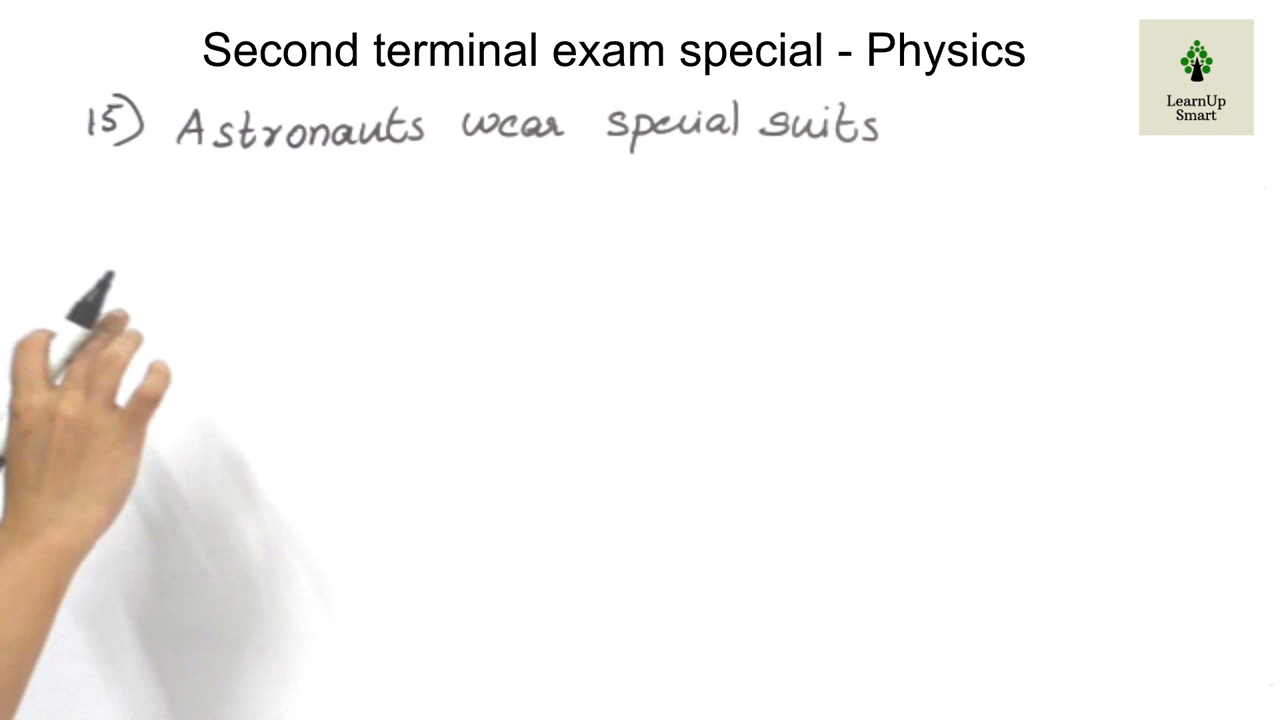 Second terminal exam special - Physics
LearnUp
Smart
15) Astronauts wear special suits